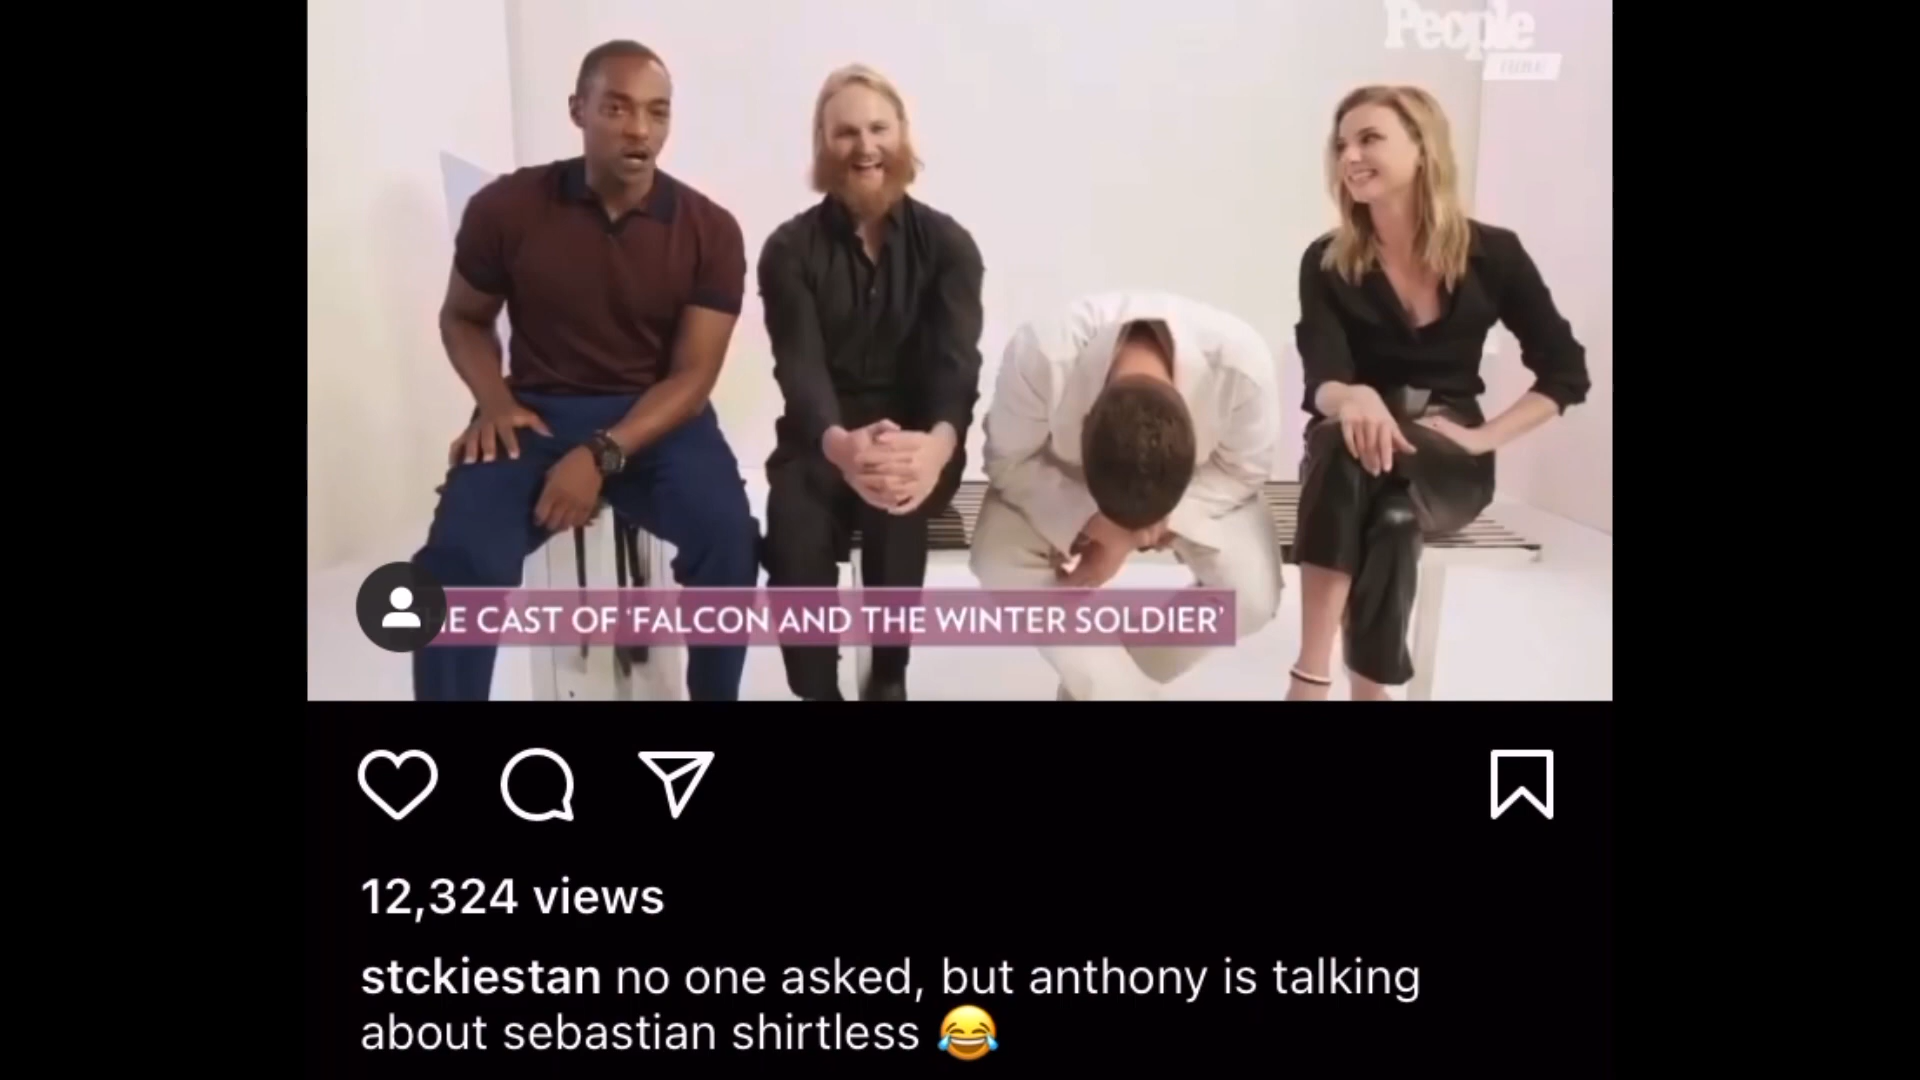 People
HE CAST OF ‘FALCON AND THE WINTER SOLDIER’
12,324 views
stckiestan no one asked, but anthony is talking
about sebastian shirtless 😂